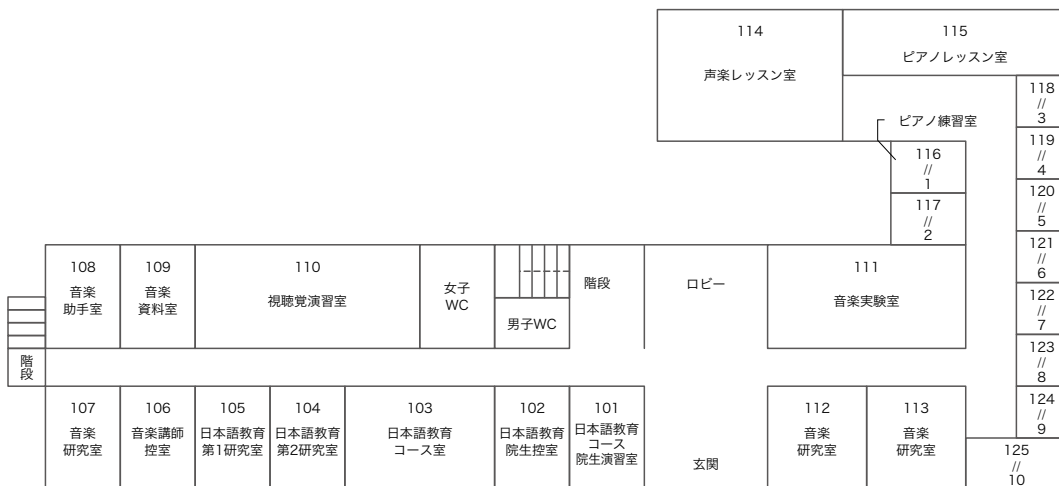 114
声楽レッスン室
115
ピアノレッスン室
ピアノ練習室
116
//
1
117
//
2
118
//
3
119
//
4
120
//
5
121
//
6
122
//
7
123
//
8
124
//
9
125
//
10
108
音楽
助手室
109
音楽
資料室
110
視聴覚演習室
女子
WC
男子WC
階段
ロビー
111
音楽実験室
階
段
107
音楽
研究室
106
音楽講師
控室
105
日本語教育
第1研究室
104
日本語教育
第2研究室
103
日本語教育
コース室
102
日本語教育
院生控室
101
日本語教育
コース
院生演習室
玄関
112
音楽
研究室
113
音楽
研究室